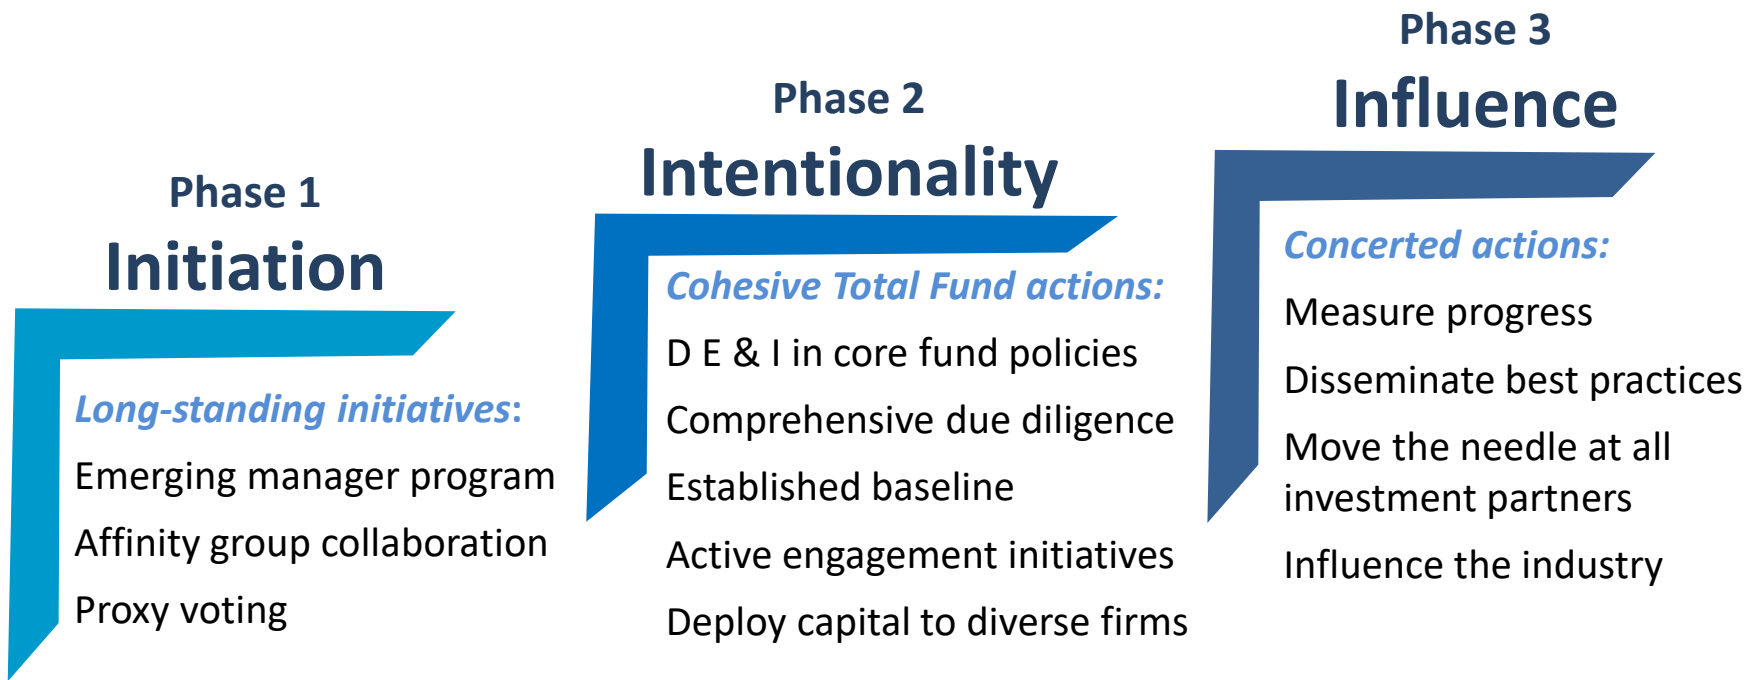 Phase 1
Initiation
Long-standing initiatives:
Emerging manager program
Affinity group collaboration
Proxy voting
Phase 2
Intentionality
Cohesive Total Fund actions:
D E & I in core fund policies
Comprehensive due diligence
Established baseline
Active engagement initiatives
Deploy capital to diverse firms
Phase 3
Influence
Concerted actions:
Measure progress
Disseminate best practices
Move the needle at all
investment partners
Influence the industry